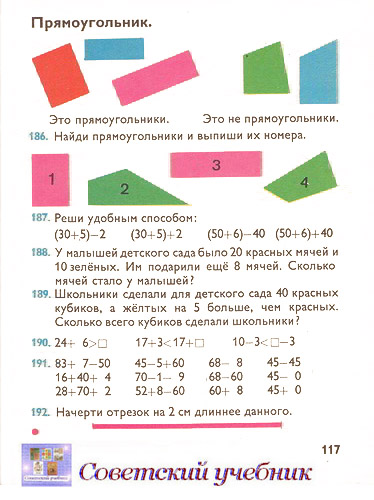 Прямоугольник.
Это прямоугольники. Это не прямоугольники.
186. Найди прямоугольники и выпиши их номера.
1 2 3 4
187. Реши удобным способом:
(30+5)−2 (30+5)+2 (50+6)−40 (50+6)+40
188. У малышей детского сада было 20 красных мячей и
10 зелёных. Им подарили ещё 8 мячей. Сколько
мячей стало у малышей?
189. Школьники сделали для детского сада 40 красных
кубиков, а жёлтых на 5 больше, чем красных.
Сколько всего кубиков сделали школьники?
190. 24+ 6>□ 17+3<17+□ 10−3<□−3
191. 83+ 7−50 45−5+60 68− 8 45−45
16+40+ 4 70−1− 9 68−60 45− 0
28+70+ 2 52+8−60 60+ 8 45+ 0
192. Начерти отрезок на 2 см длиннее данного.
117
Советский учебник